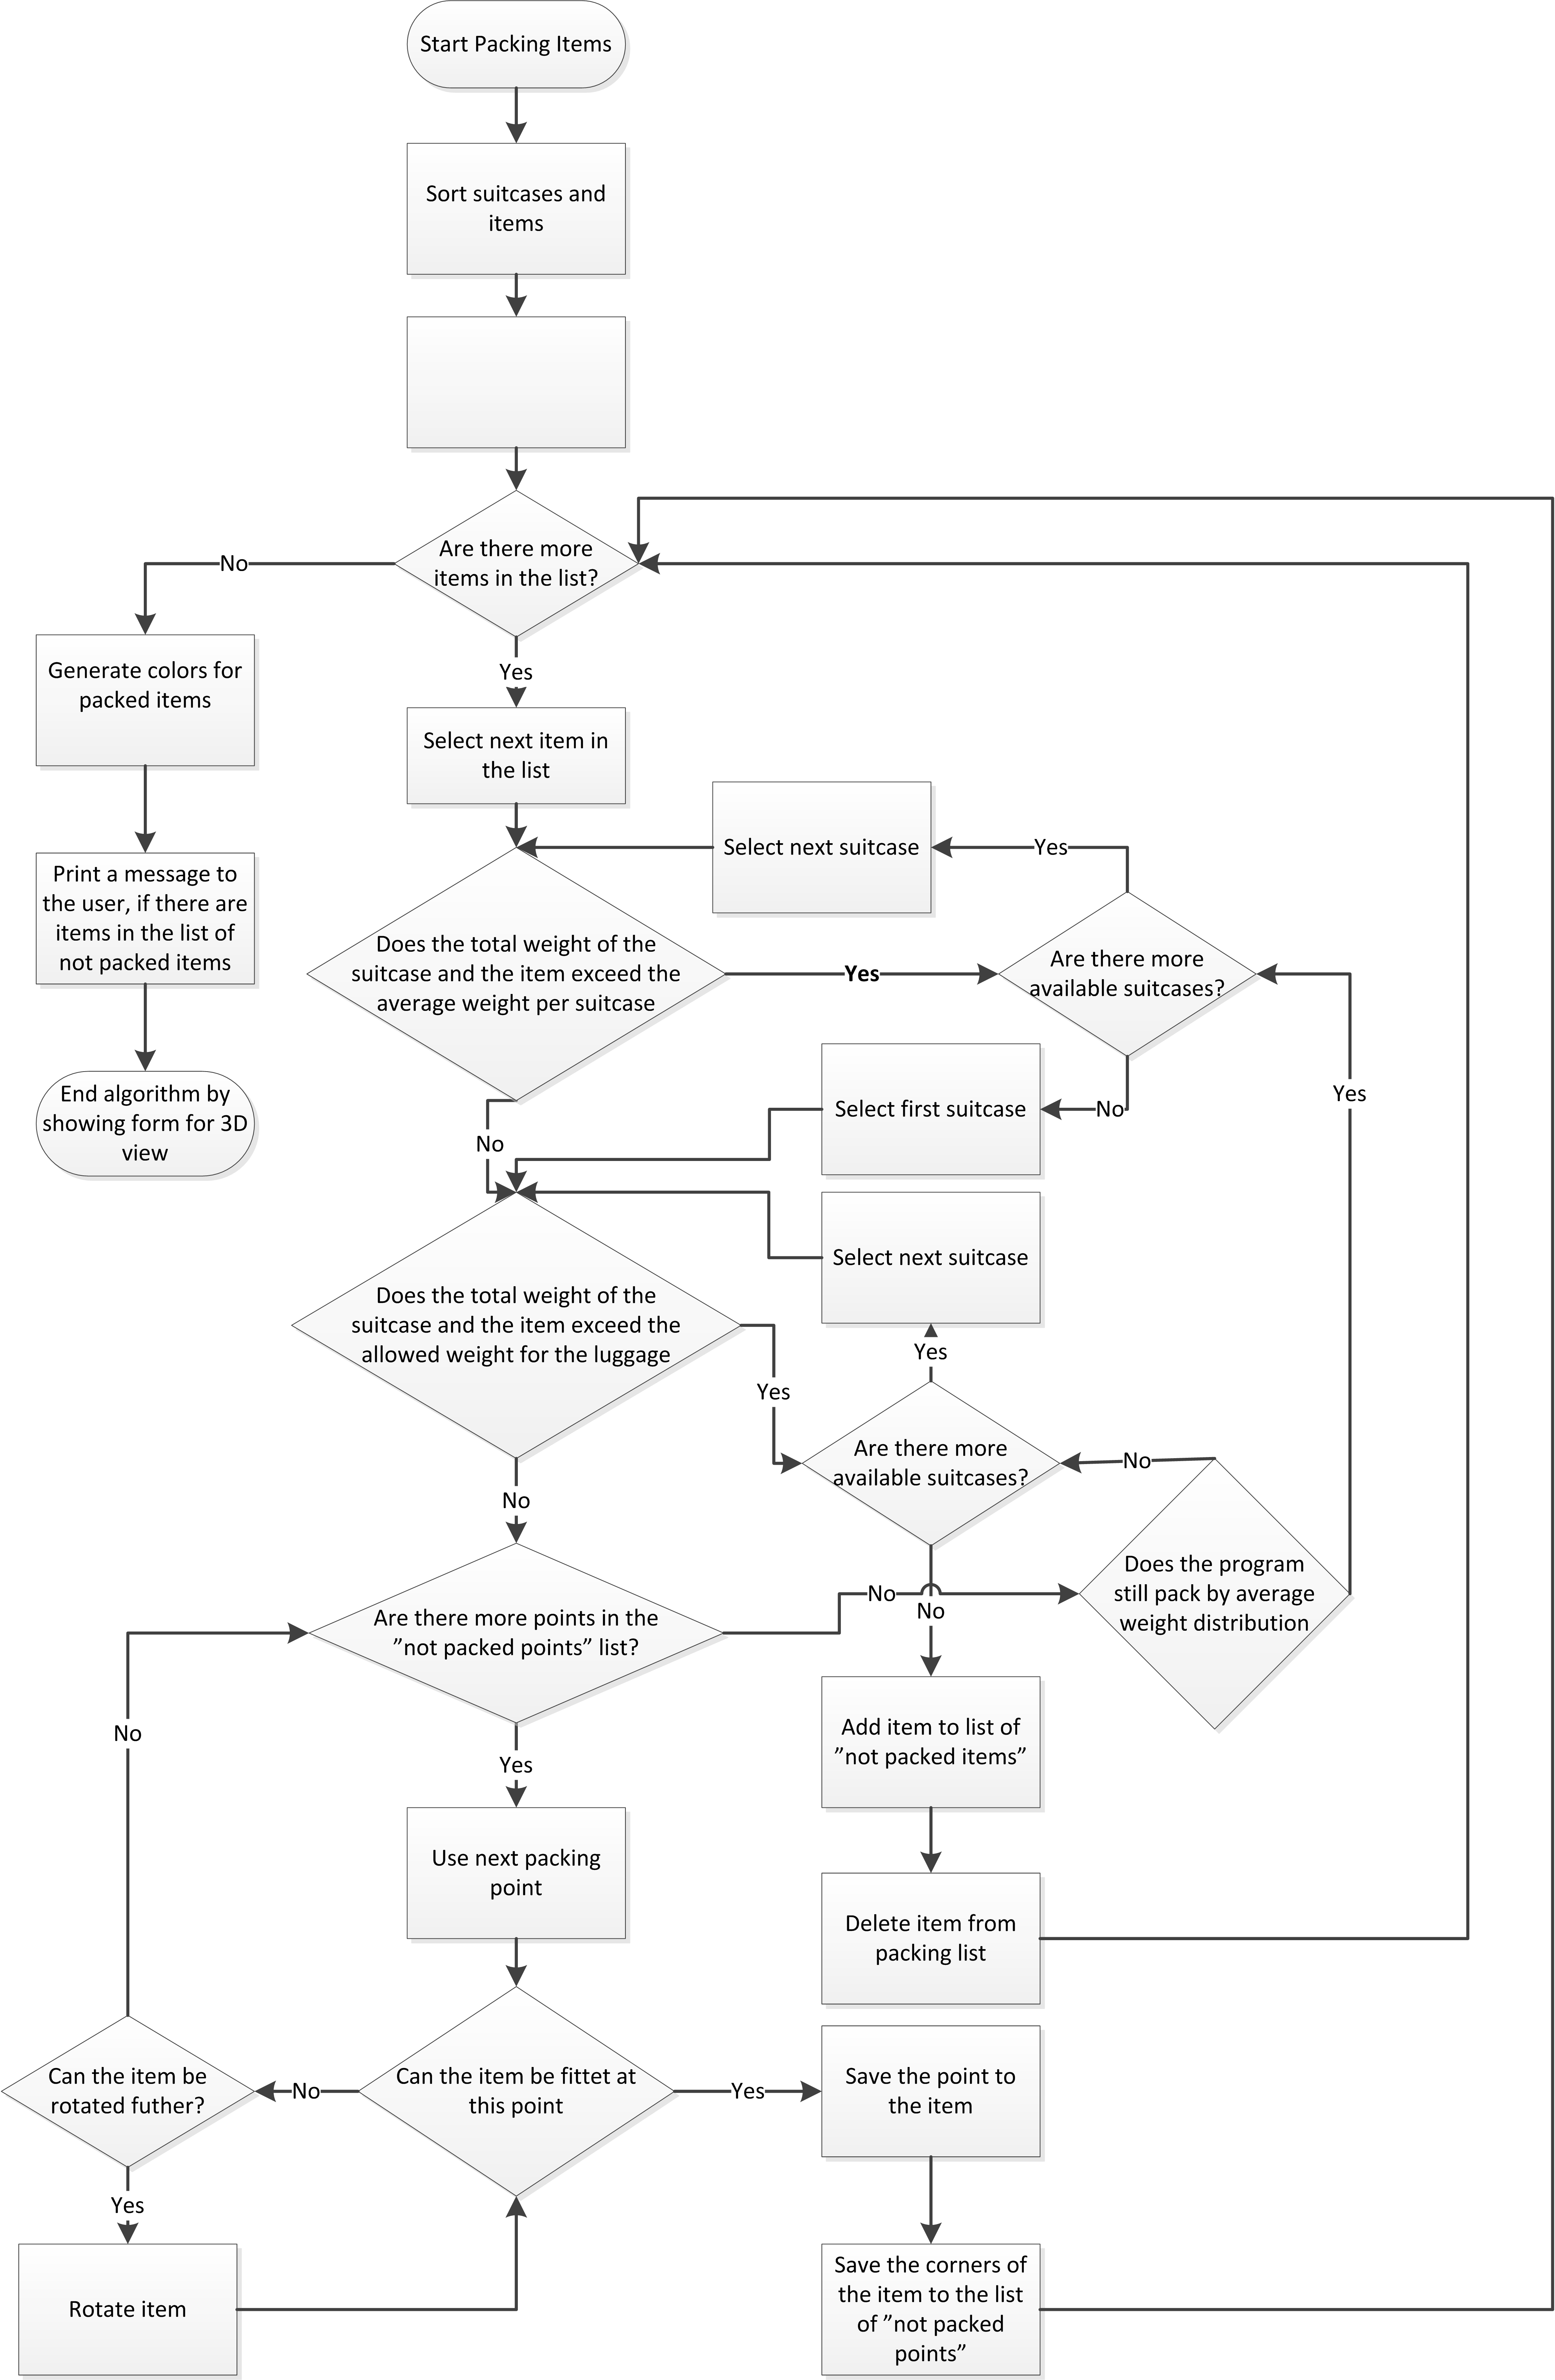 Start Packing Items
Sort suitcases and
items
Are there more
items in the list?
No
Yes
Generate colors for
packed items
Select next item in
the list
Print a message to
the user, if there are
items in the list of
not packed items
End algorithm by
showing form for 3D
view
Select next suitcase
Yes
Does the total weight of the
suitcase and the item exceed the
average weight per suitcase
Yes
Are there more
available suitcases?
Select first suitcase
No
Yes
No
Select next suitcase
Does the total weight of the
suitcase and the item exceed the
allowed weight for the luggage
Yes
Yes
Are there more
available suitcases?
No
No
Does the program
still pack by average
weight distribution
Are there more points in the
”not packed points” list?
No
No
No
Yes
Add item to list of
”not packed items”
Use next packing
point
Delete item from
packing list
Can the item be
rotated futher?
No
Can the item be fittet at
this point
Yes
Save the point to
the item
Yes
Rotate item
Save the corners of
the item to the list
of ”not packed
points”